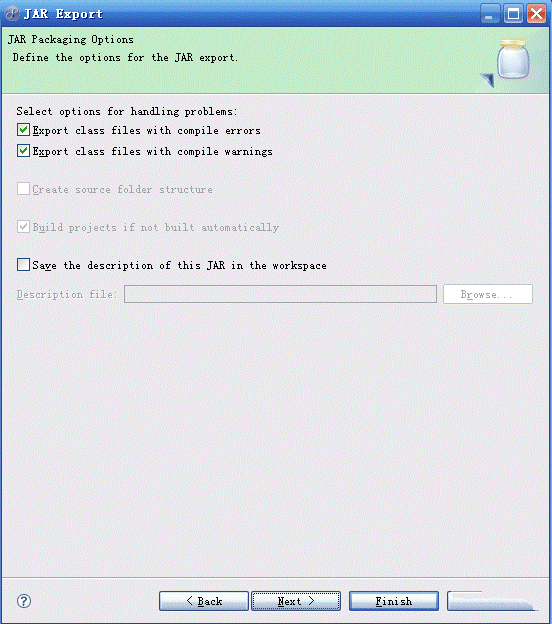 JAR Export
JAR Packaging Options
Define the options for the JAR export.
Select options for handling problems:
Export class files with compile errors
Export class files with compile warnings
Create source folder structure
Build projects if not built automatically
Save the description of this JAR in the workspace
Description file:
Browse...
?
< Back
Next >
Finish